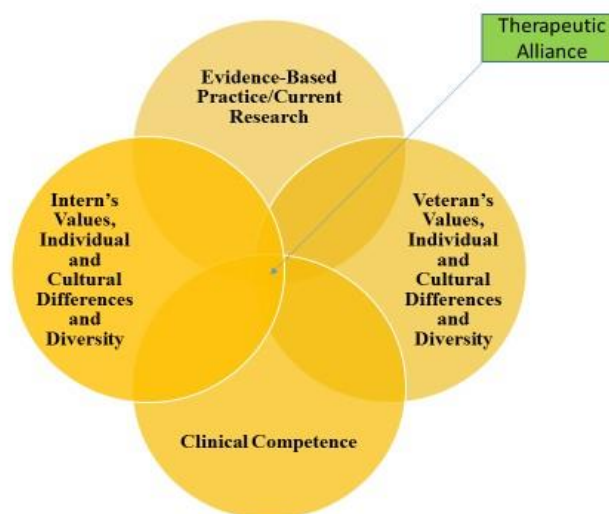 Therapeutic
Alliance
Evidence-Based
Practice/Current
Research
Intern's
Values,
Individual
and
Cultural
Differences
and
Diversity
Veteran's
Values,
Individual
and
Cultural
Differences
and
Diversity
Clinical Competence